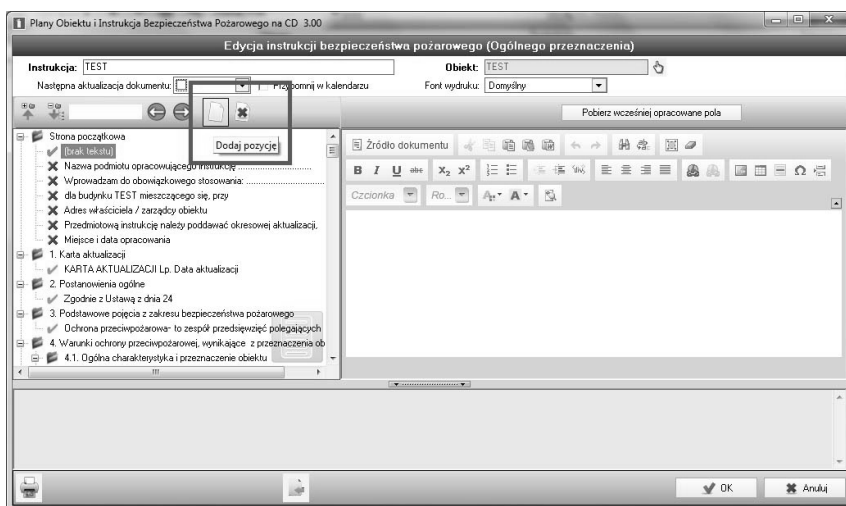 Plany Obiektu i Instrukcja Bezpieczeństwa Pożarowego na CD 3.00
Edycja instrukcji bezpieczeństwa pożarowego (Ogólnego przeznaczenia)
Instrukcja: TEST Obiekt: TEST
Następna aktualizacja dokumentu: Przypomnij w kalendarzu Font wydruku: Domyślny
Pobierz wcześniej opracowane pola
Dodaj pozycję
Strona początkowa
(brak tekstu)
Nazwa podmiotu opracowującego instrukcję ..............................
Wprowadzam do obowiązkowego stosowania: ..............................
dla budynku TEST mieszczącego się, przy
Adres właściciela / zarządcy obiektu
Przedmiotową instrukcję należy poddawać okresowej aktualizacji,
Miejsce i data opracowania
1. Karta aktualizacji
KARTA AKTUALIZACJI Lp. Data aktualizacji
2. Postanowienia ogólne
Zgodnie z Ustawą z dnia 24
3. Podstawowe pojęcia z zakresu bezpieczeństwa pożarowego
Ochrona przeciwpożarowa- to zespół przedsięwzięć polegających
4. Warunki ochrony przeciwpożarowej, wynikające z przeznaczenia ob
4.1. Ogólna charakterystyka i przeznaczenie obiektu
Źródło dokumentu
B I U abc X₂ X² Ω
Czcionka Ro... A A
OK Anuluj